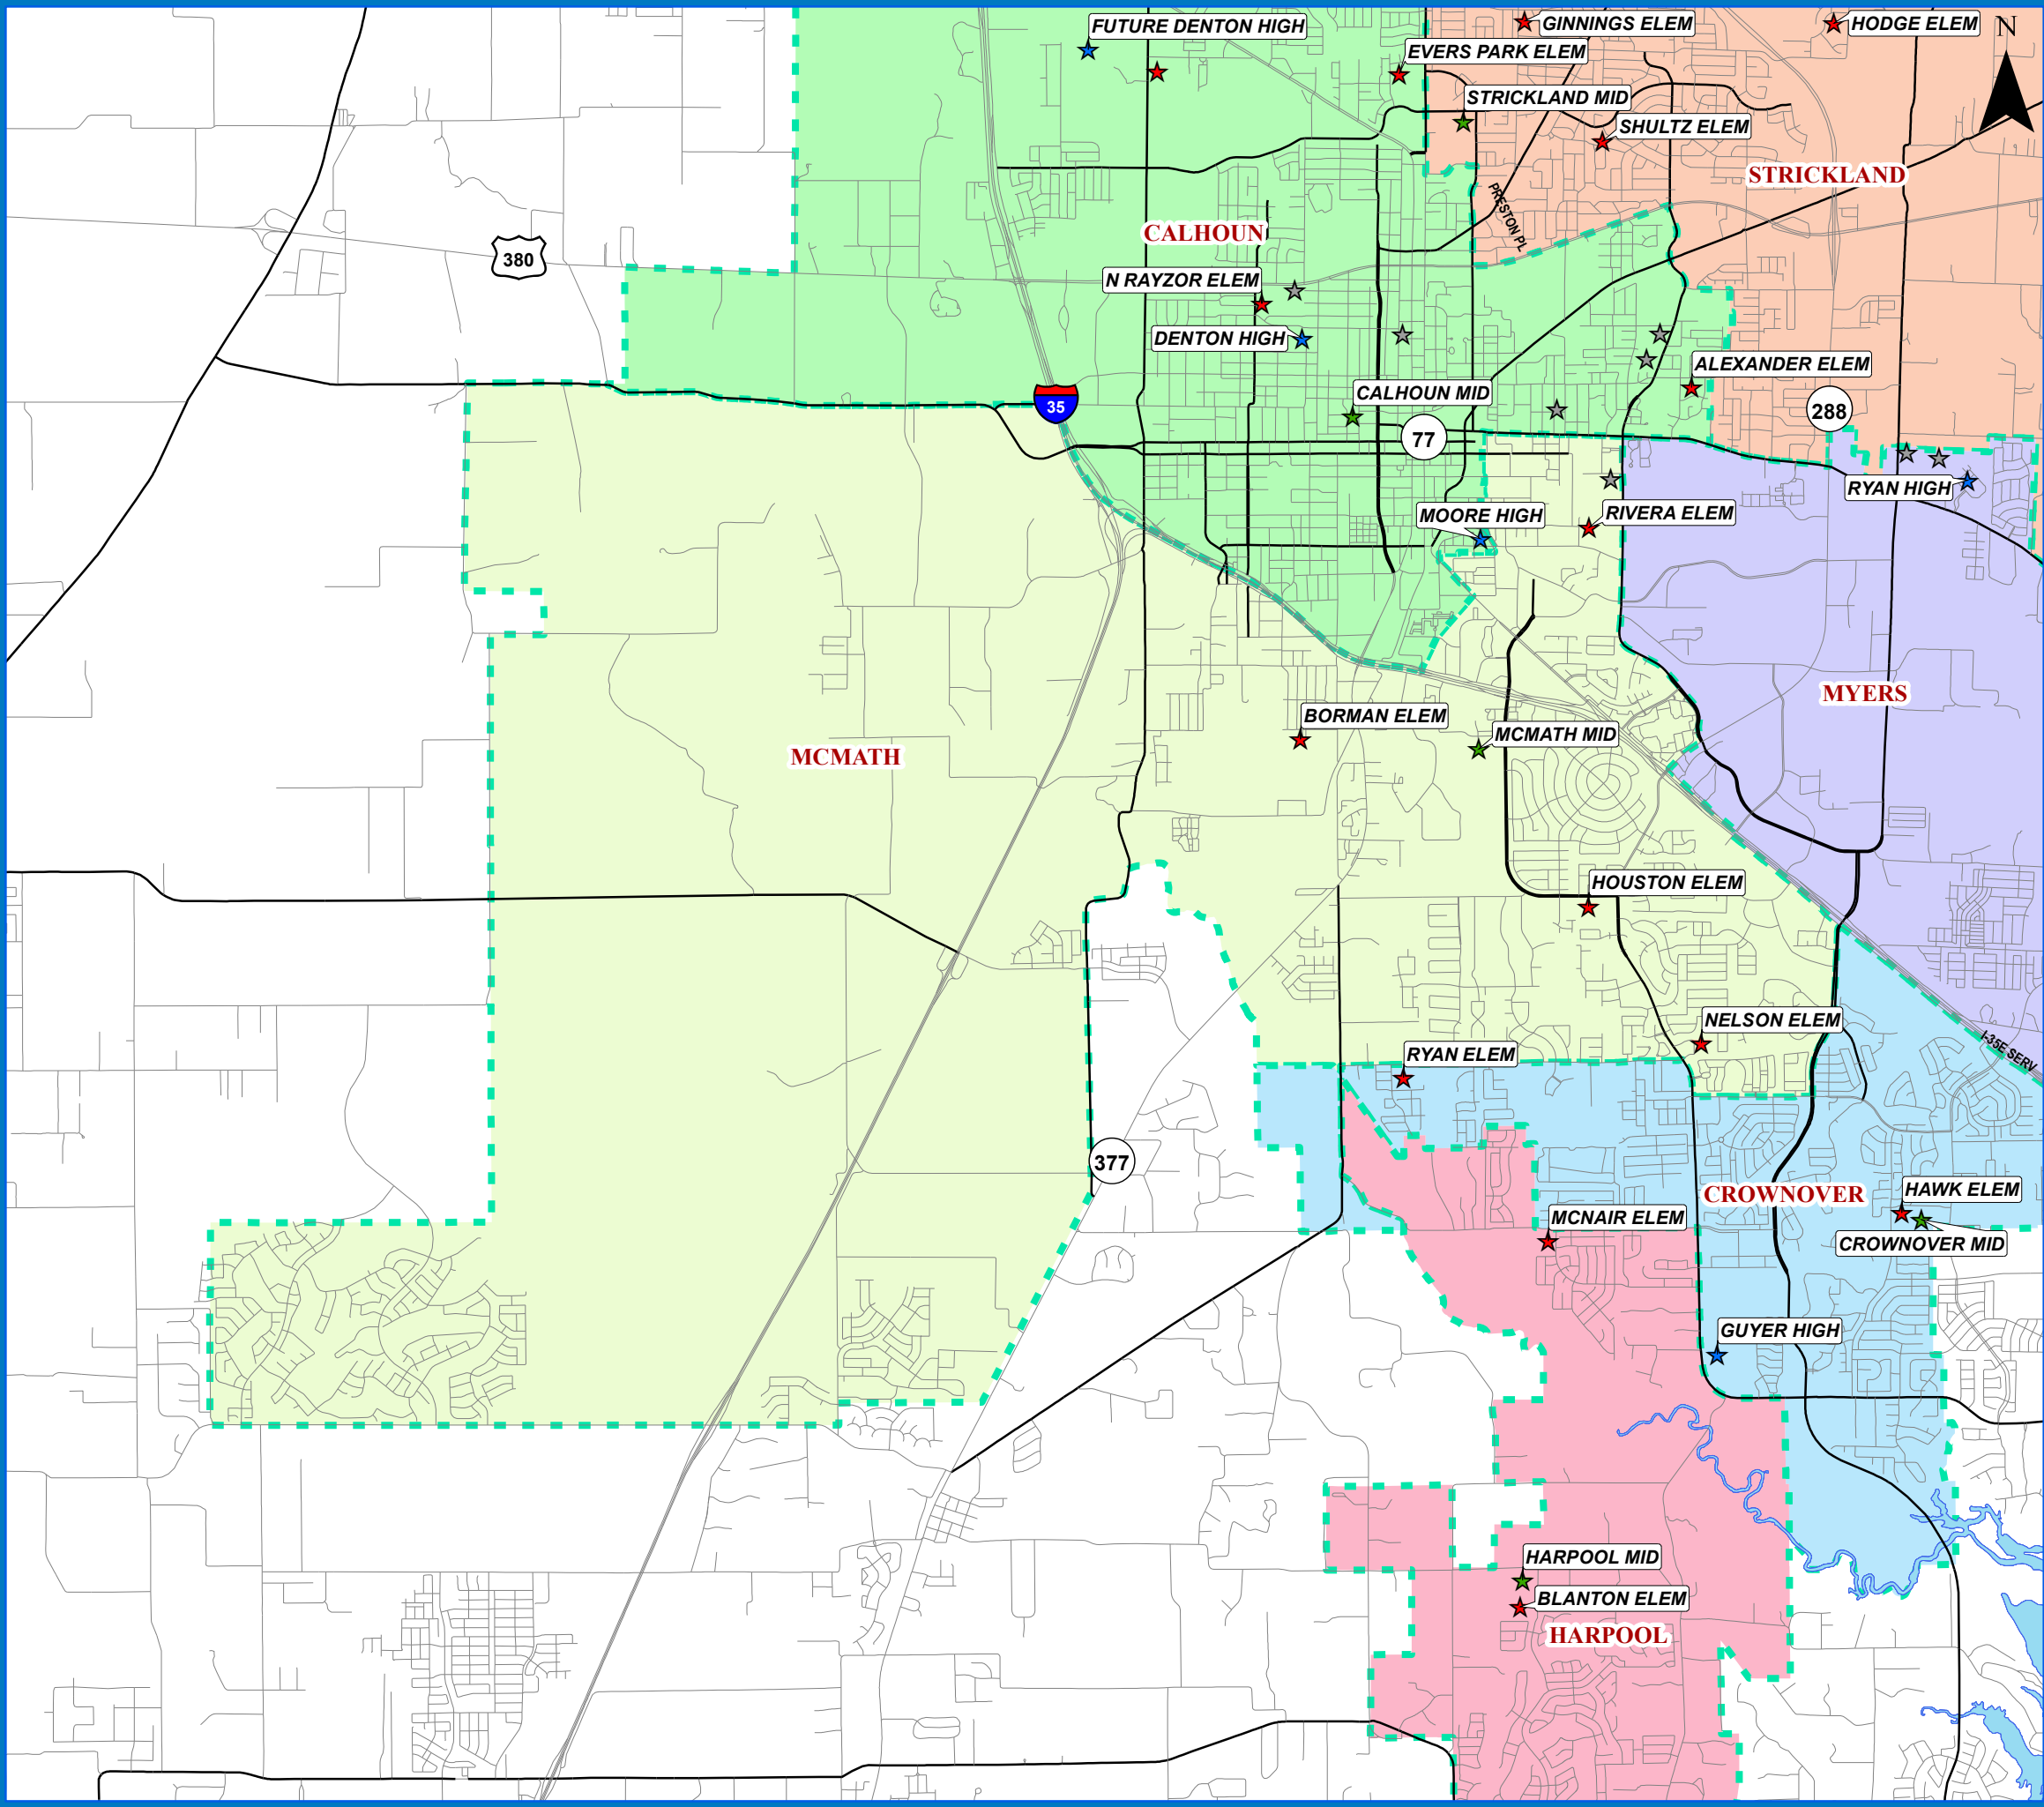 FUTURE DENTON HIGH
GINNINGS ELEM
HODGE ELEM
N
EVERS PARK ELEM
STRICKLAND MID
SHULTZ ELEM
STRICKLAND
PRESTON PL
CALHOUN
380
N RAYZOR ELEM
DENTON HIGH
ALEXANDER ELEM
CALHOUN MID
35
288
77
RYAN HIGH
MOORE HIGH
RIVERA ELEM
MYERS
BORMAN ELEM
MCMATH MID
MCMATH
HOUSTON ELEM
NELSON ELEM
I-35E SERV
RYAN ELEM
377
HAWK ELEM
CROWNOVER
MCNAIR ELEM
CROWNOVER MID
GUYER HIGH
HARPOOL MID
BLANTON ELEM
HARPOOL